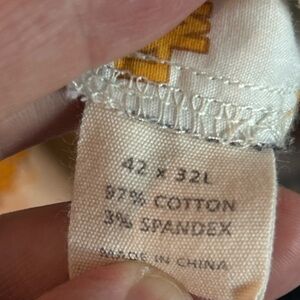 42 x 32L
97% COTTON
3% SPANDEX
MADE IN CHINA